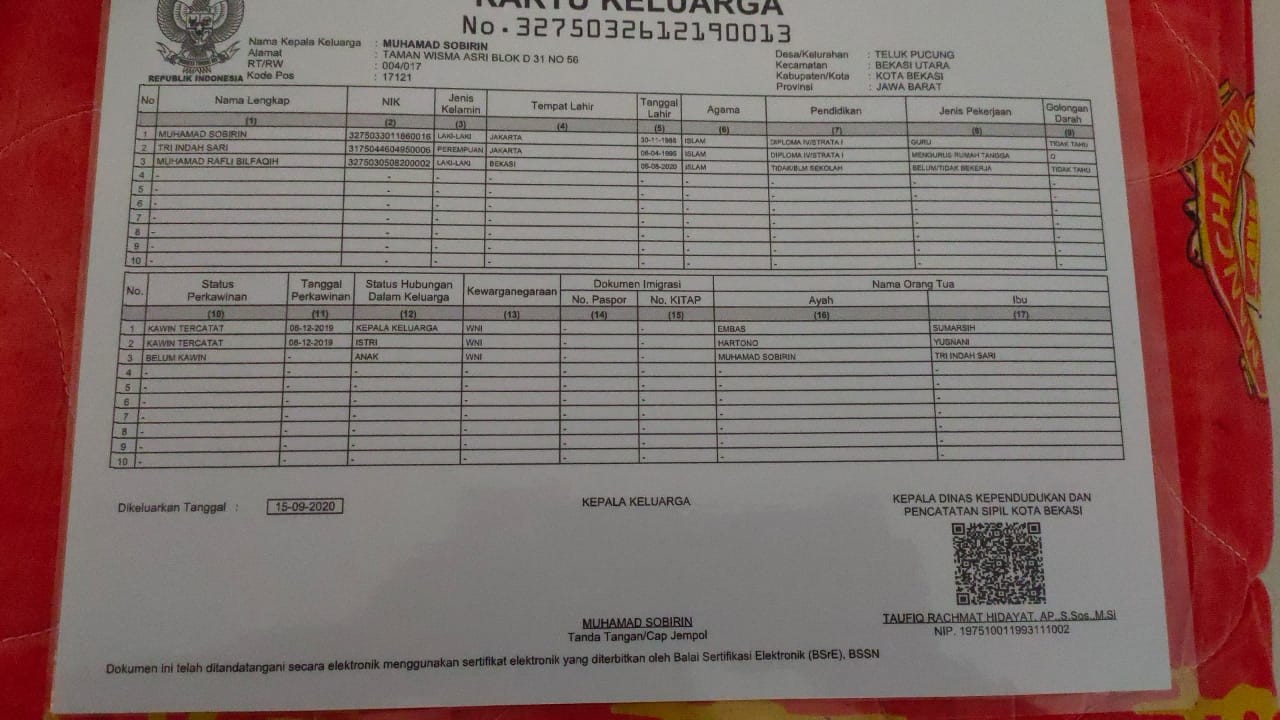 KARTU KELUARGA
No.3275032612190013
REPUBLIK INDONESIA
Nama Kepala Keluarga : MUHAMAD SOBIRIN
Alamat : TAMAN WISMA ASRI BLOK D 31 NO 56
RT/RW : 004/017
Kode Pos : 17121
Desa/Kelurahan : TELUK PUCUNG
Kecamatan : BEKASI UTARA
Kabupaten/Kota : KOTA BEKASI
Provinsi : JAWA BARAT
No Nama Lengkap NIK Jenis Kelamin Tempat Lahir Tanggal Lahir Agama Pendidikan Jenis Pekerjaan Golongan Darah
(1) (2) (3) (4) (5) (6) (7) (8) (9)
1 MUHAMAD SOBIRIN 3275033011860016 LAKI-LAKI JAKARTA 30-11-1986 ISLAM DIPLOMA IV/STRATA I GURU TIDAK TAHU
2 TRI INDAH SARI 3175044604950006 PEREMPUAN JAKARTA 06-04-1995 ISLAM DIPLOMA IV/STRATA I MENGURUS RUMAH TANGGA O
3 MUHAMAD RAFLI BILFAQIH 3275030508200002 LAKI-LAKI BEKASI 05-08-2020 ISLAM TIDAK/BLM SEKOLAH BELUM/TIDAK BEKERJA TIDAK TAHU
4 - - - - - - - - -
5 - - - - - - - - -
6 - - - - - - - - -
7 - - - - - - - - -
8 - - - - - - - - -
9 - - - - - - - - -
10 - - - - - - - - -
No. Status Perkawinan Tanggal Perkawinan Status Hubungan Dalam Keluarga Kewarganegaraan Dokumen Imigrasi Nama Orang Tua
No. Paspor No. KITAP Ayah Ibu
(10) (11) (12) (13) (14) (15) (16) (17)
1 KAWIN TERCATAT 08-12-2019 KEPALA KELUARGA WNI - - EMBAS SUMARSIH
2 KAWIN TERCATAT 08-12-2019 ISTRI WNI - - HARTONO YUSNANI
3 BELUM KAWIN - ANAK WNI - - MUHAMAD SOBIRIN TRI INDAH SARI
4 - - - - - - - -
5 - - - - - - - -
6 - - - - - - - -
7 - - - - - - - -
8 - - - - - - - -
9 - - - - - - - -
10 - - - - - - - -
Dikeluarkan Tanggal : 15-09-2020
KEPALA KELUARGA
MUHAMAD SOBIRIN
Tanda Tangan/Cap Jempol
KEPALA DINAS KEPENDUDUKAN DAN
PENCATATAN SIPIL KOTA BEKASI
TAUFIQ RACHMAT HIDAYAT, AP.,S.Sos.,M.Si
NIP. 197510011993111002
Dokumen ini telah ditandatangani secara elektronik menggunakan sertifikat elektronik yang diterbitkan oleh Balai Sertifikasi Elektronik (BSrE), BSSN